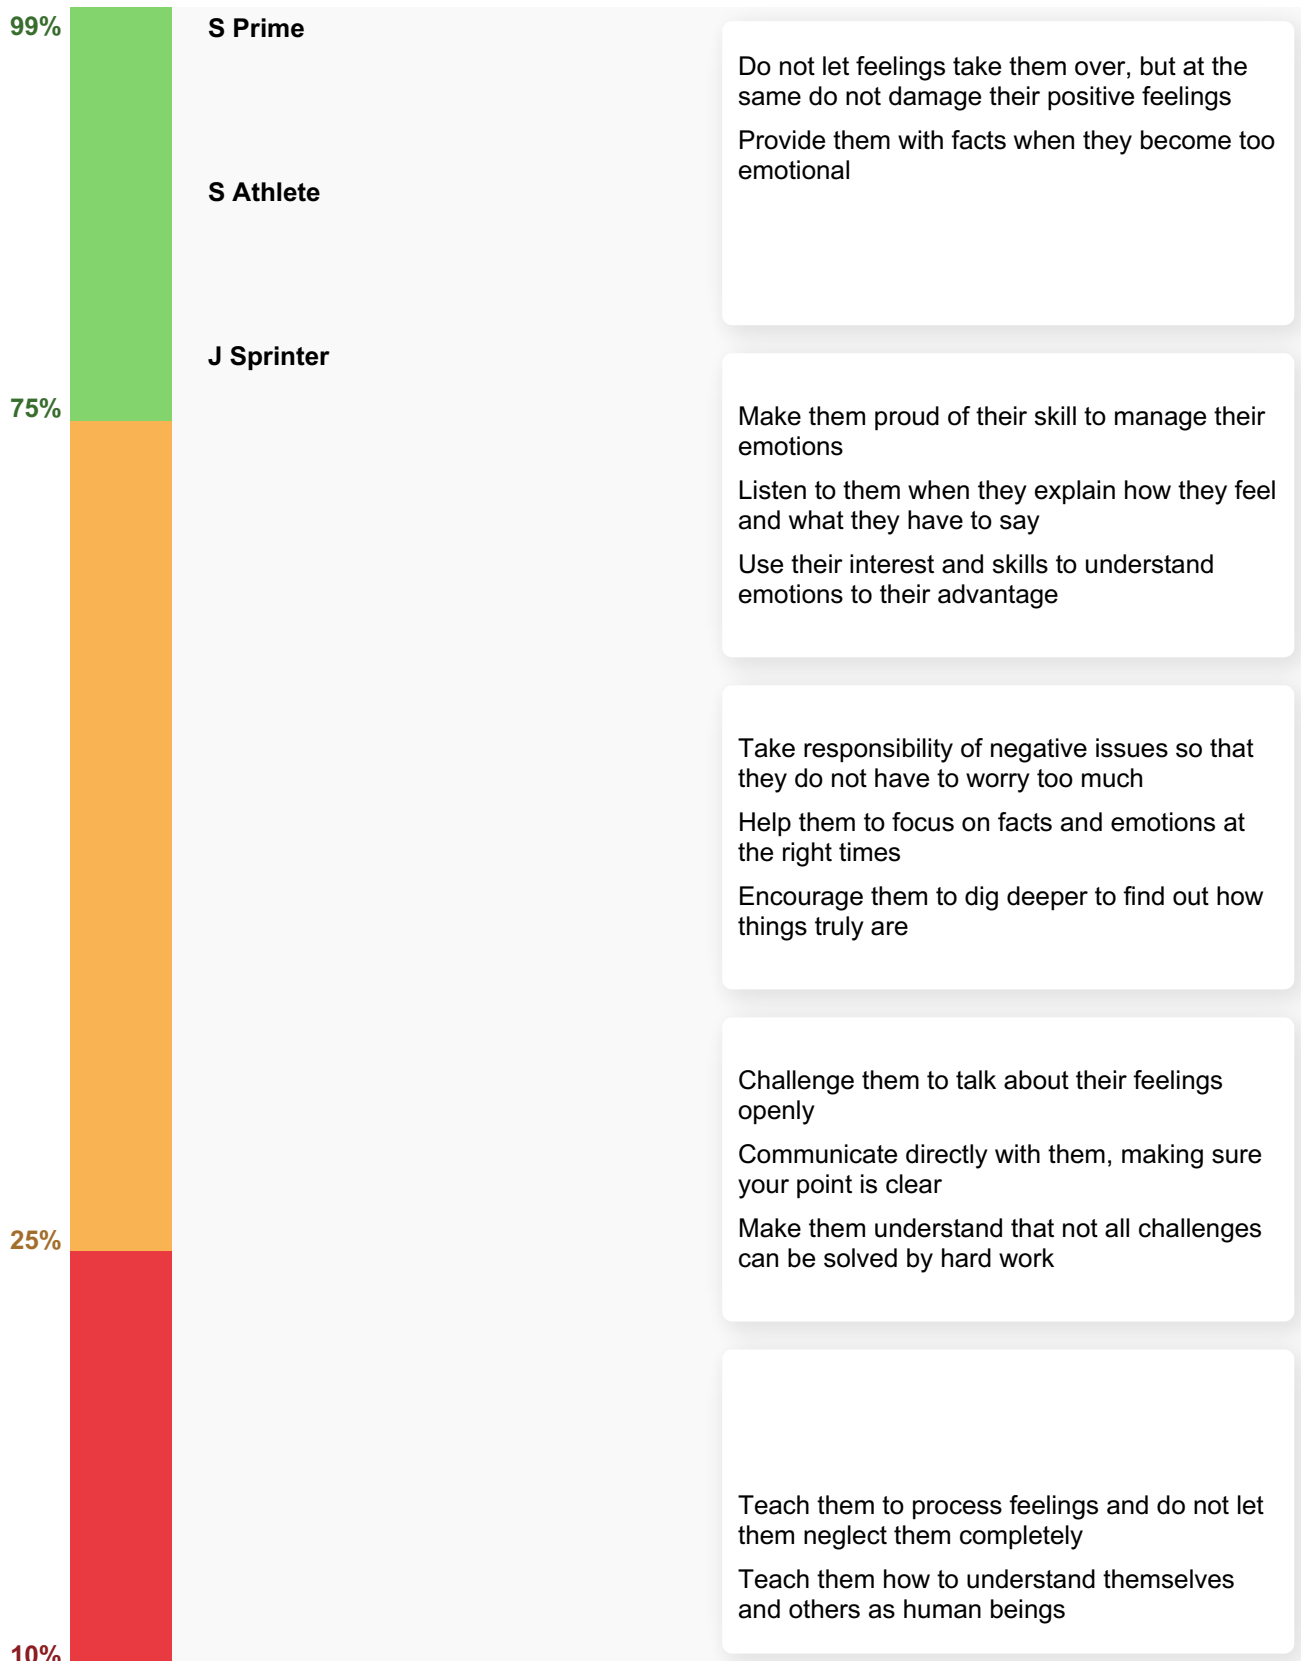 99%
S Prime
Do not let feelings take them over, but at the
same do not damage their positive feelings
Provide them with facts when they become too
emotional
S Athlete
J Sprinter
75%
Make them proud of their skill to manage their
emotions
Listen to them when they explain how they feel
and what they have to say
Use their interest and skills to understand
emotions to their advantage
Take responsibility of negative issues so that
they do not have to worry too much
Help them to focus on facts and emotions at
the right times
Encourage them to dig deeper to find out how
things truly are
Challenge them to talk about their feelings
openly
Communicate directly with them, making sure
your point is clear
Make them understand that not all challenges
can be solved by hard work
25%
Teach them to process feelings and do not let
them neglect them completely
Teach them how to understand themselves
and others as human beings
10%